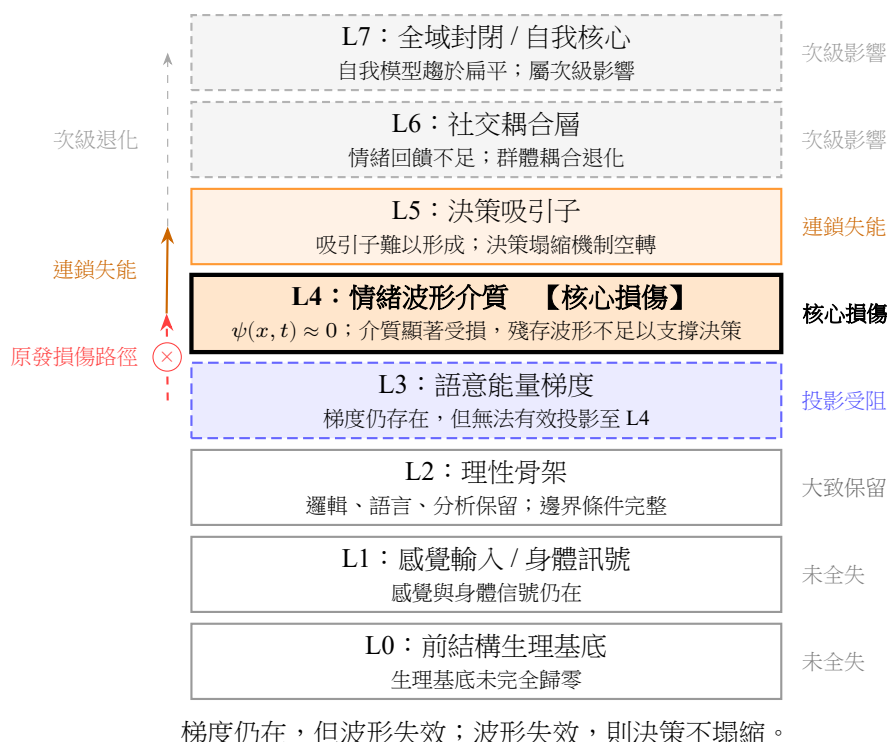 L7：全域封閉 / 自我核心
自我模型趨於扁平；屬次級影響
次級影響
次級退化
L6：社交耦合層
情緒回饋不足；群體耦合退化
次級影響
L5：決策吸引子
吸引子難以形成；決策塌縮機制空轉
連鎖失能
連鎖失能
L4：情緒波形介質　【核心損傷】
ψ(x, t) ≈ 0；介質顯著受損，殘存波形不足以支撐決策
核心損傷
原發損傷路徑
L3：語意能量梯度
梯度仍存在，但無法有效投影至 L4
投影受阻
L2：理性骨架
邏輯、語言、分析保留；邊界條件完整
大致保留
L1：感覺輸入 / 身體訊號
感覺與身體信號仍在
未全失
L0：前結構生理基底
生理基底未完全歸零
未全失
梯度仍在，但波形失效；波形失效，則決策不塌縮。